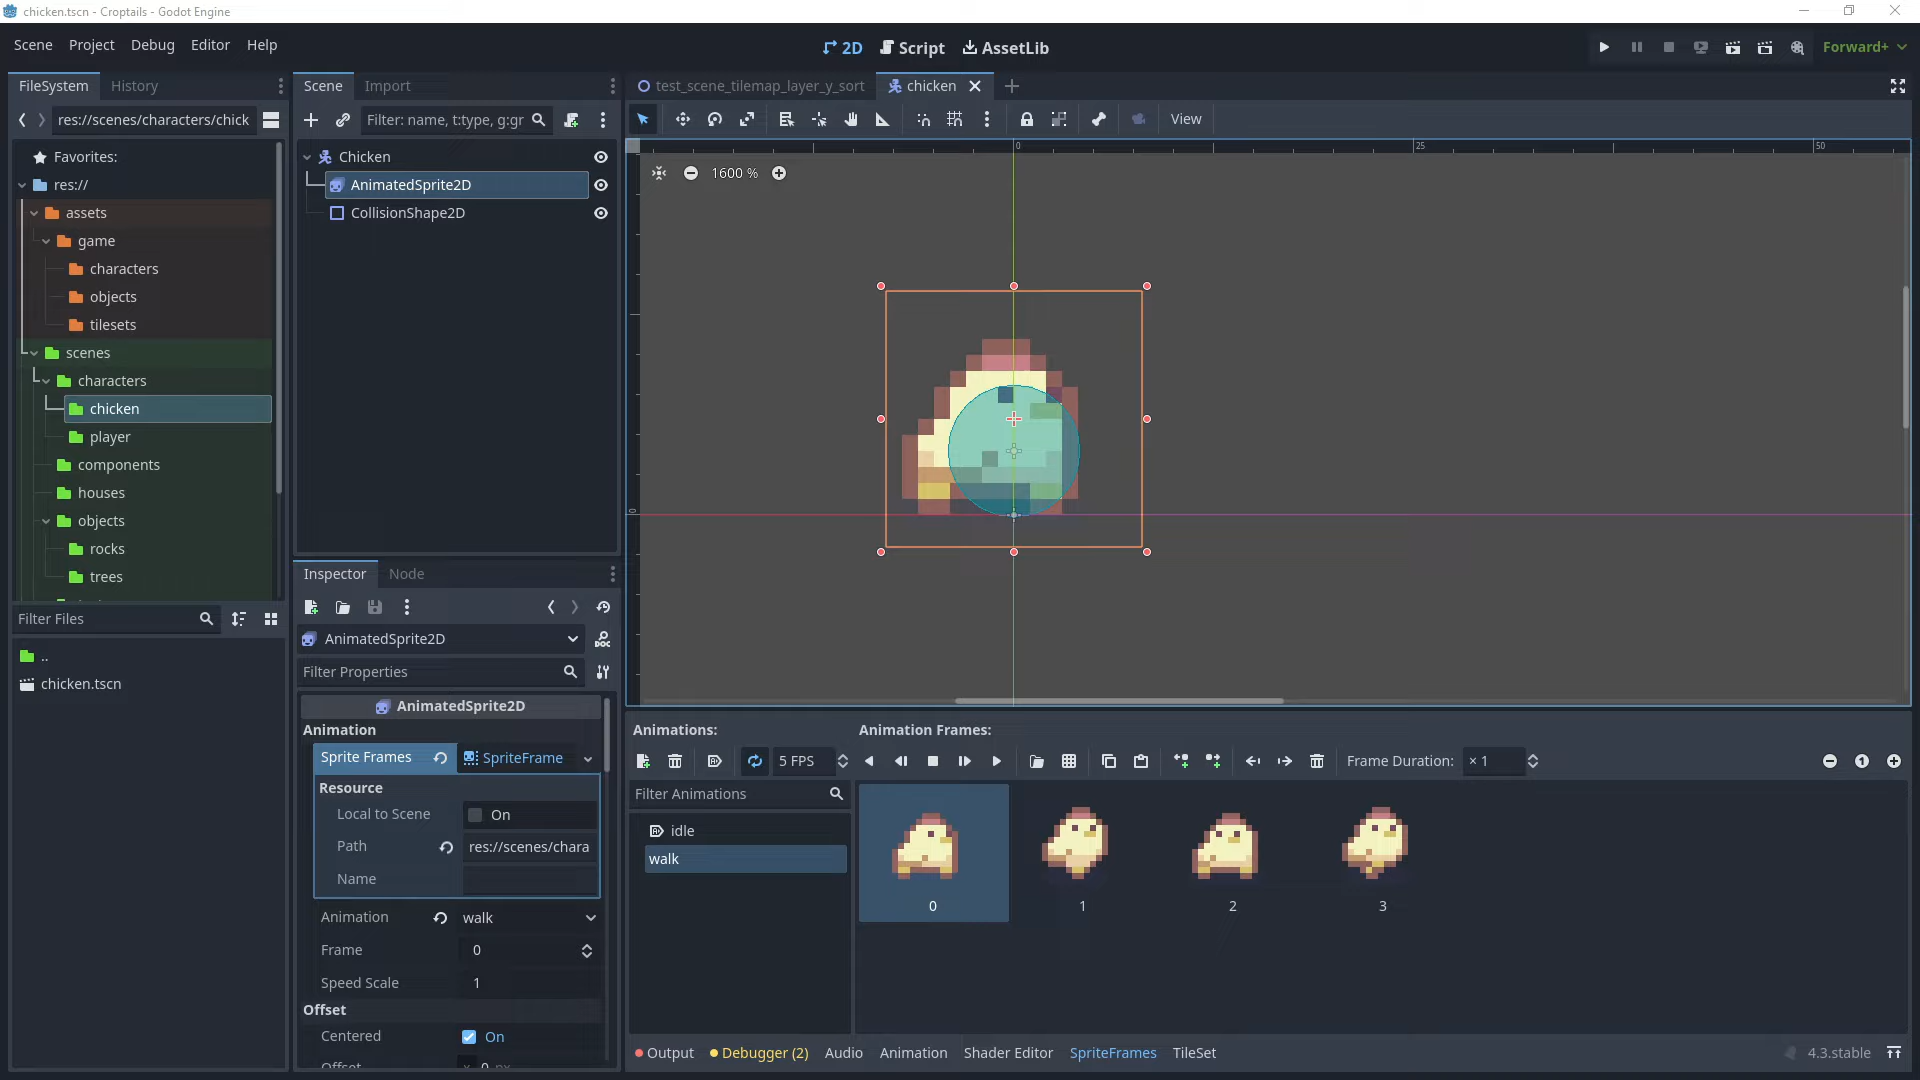 chicken.tscn - Croptails - Godot Engine
Scene Project Debug Editor Help
2D Script AssetLib
Forward+
FileSystem History
res://scenes/characters/chick
Favorites:
res://
assets
game
characters
objects
tilesets
scenes
characters
chicken
player
components
houses
objects
rocks
trees
Filter Files
..
chicken.tscn
Scene Import
Filter: name, t:type, g:gr
Chicken
AnimatedSprite2D
CollisionShape2D
Inspector Node
AnimatedSprite2D
Filter Properties
AnimatedSprite2D
Animation
Sprite Frames SpriteFrame
Resource
Local to Scene On
Path res://scenes/chara
Name
Animation walk
Frame 0
Speed Scale 1
Offset
Centered On
Offset x 0 px
test_scene_tilemap_layer_y_sort chicken
View
0 25 50
1600 %
0
Animations: Animation Frames:
5 FPS Frame Duration: × 1
Filter Animations
idle
walk
0 1 2 3
Output Debugger (2) Audio Animation Shader Editor SpriteFrames TileSet
4.3.stable